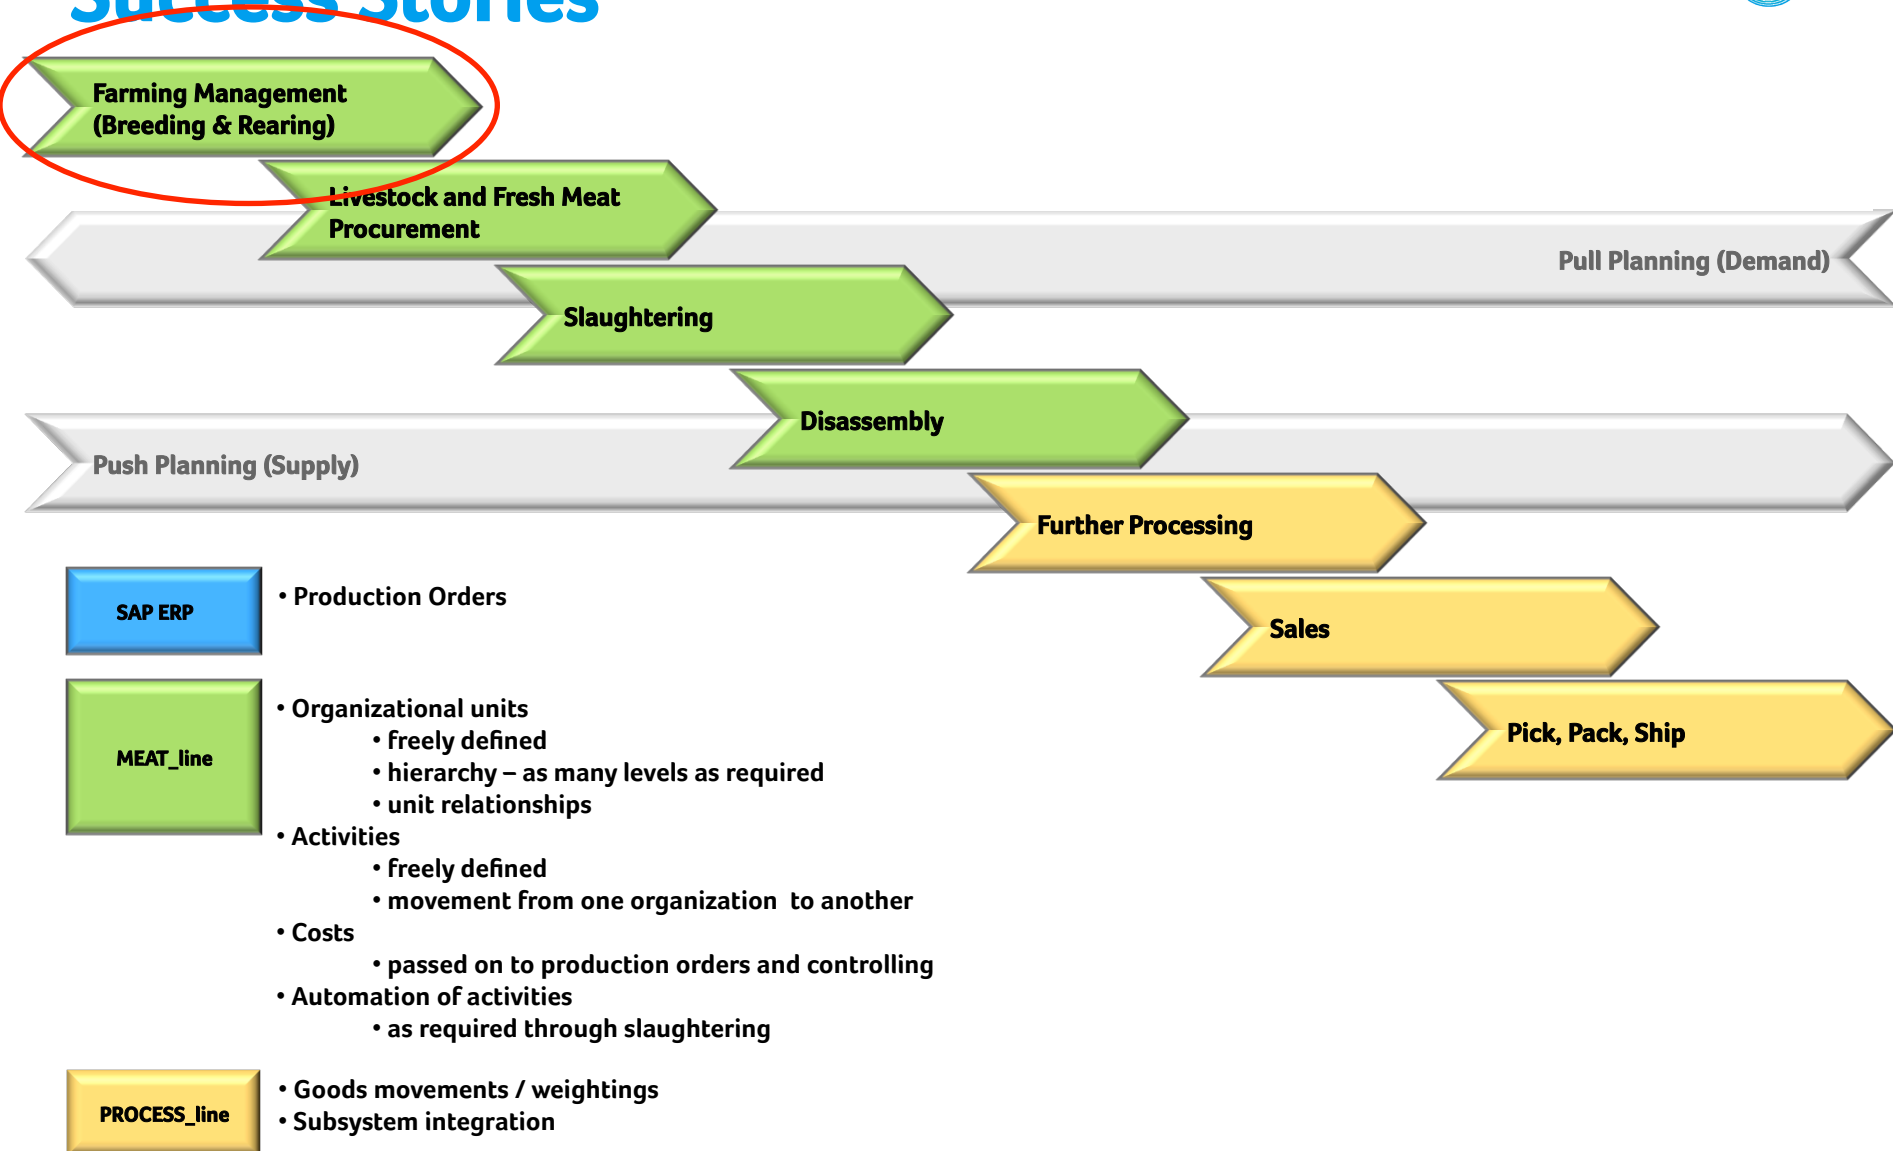 Success Stories
Farming Management
(Breeding & Rearing)
Livestock and Fresh Meat
Procurement
Pull Planning (Demand)
Slaughtering
Disassembly
Push Planning (Supply)
Further Processing
Sales
Pick, Pack, Ship
SAP ERP
• Production Orders
MEAT_line
• Organizational units
• freely defined
• hierarchy – as many levels as required
• unit relationships
• Activities
• freely defined
• movement from one organization  to another
• Costs
• passed on to production orders and controlling
• Automation of activities
• as required through slaughtering
PROCESS_line
• Goods movements / weightings
• Subsystem integration